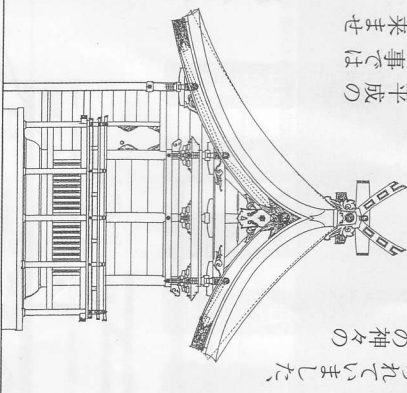 れていました、
の神々の
平成の
事では
来ませ